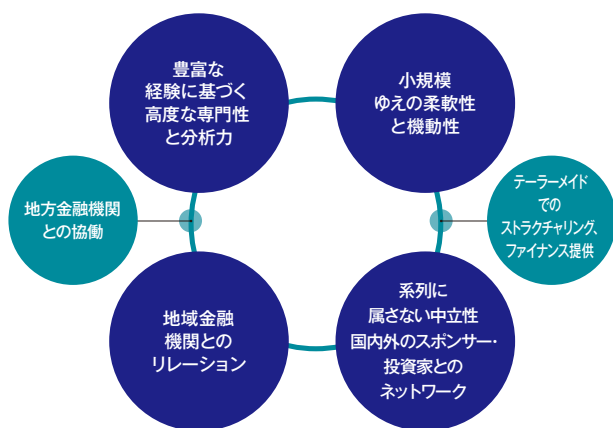 豊富な
経験に基づく
高度な専門性
と分析力
小規模
ゆえの柔軟性
と機動性
地方金融機関
との協働
テーラーメイド
での
ストラクチャリング、
ファイナンス提供
地域金融
機関との
リレーション
系列に
属さない中立性
国内外のスポンサー・
投資家との
ネットワーク